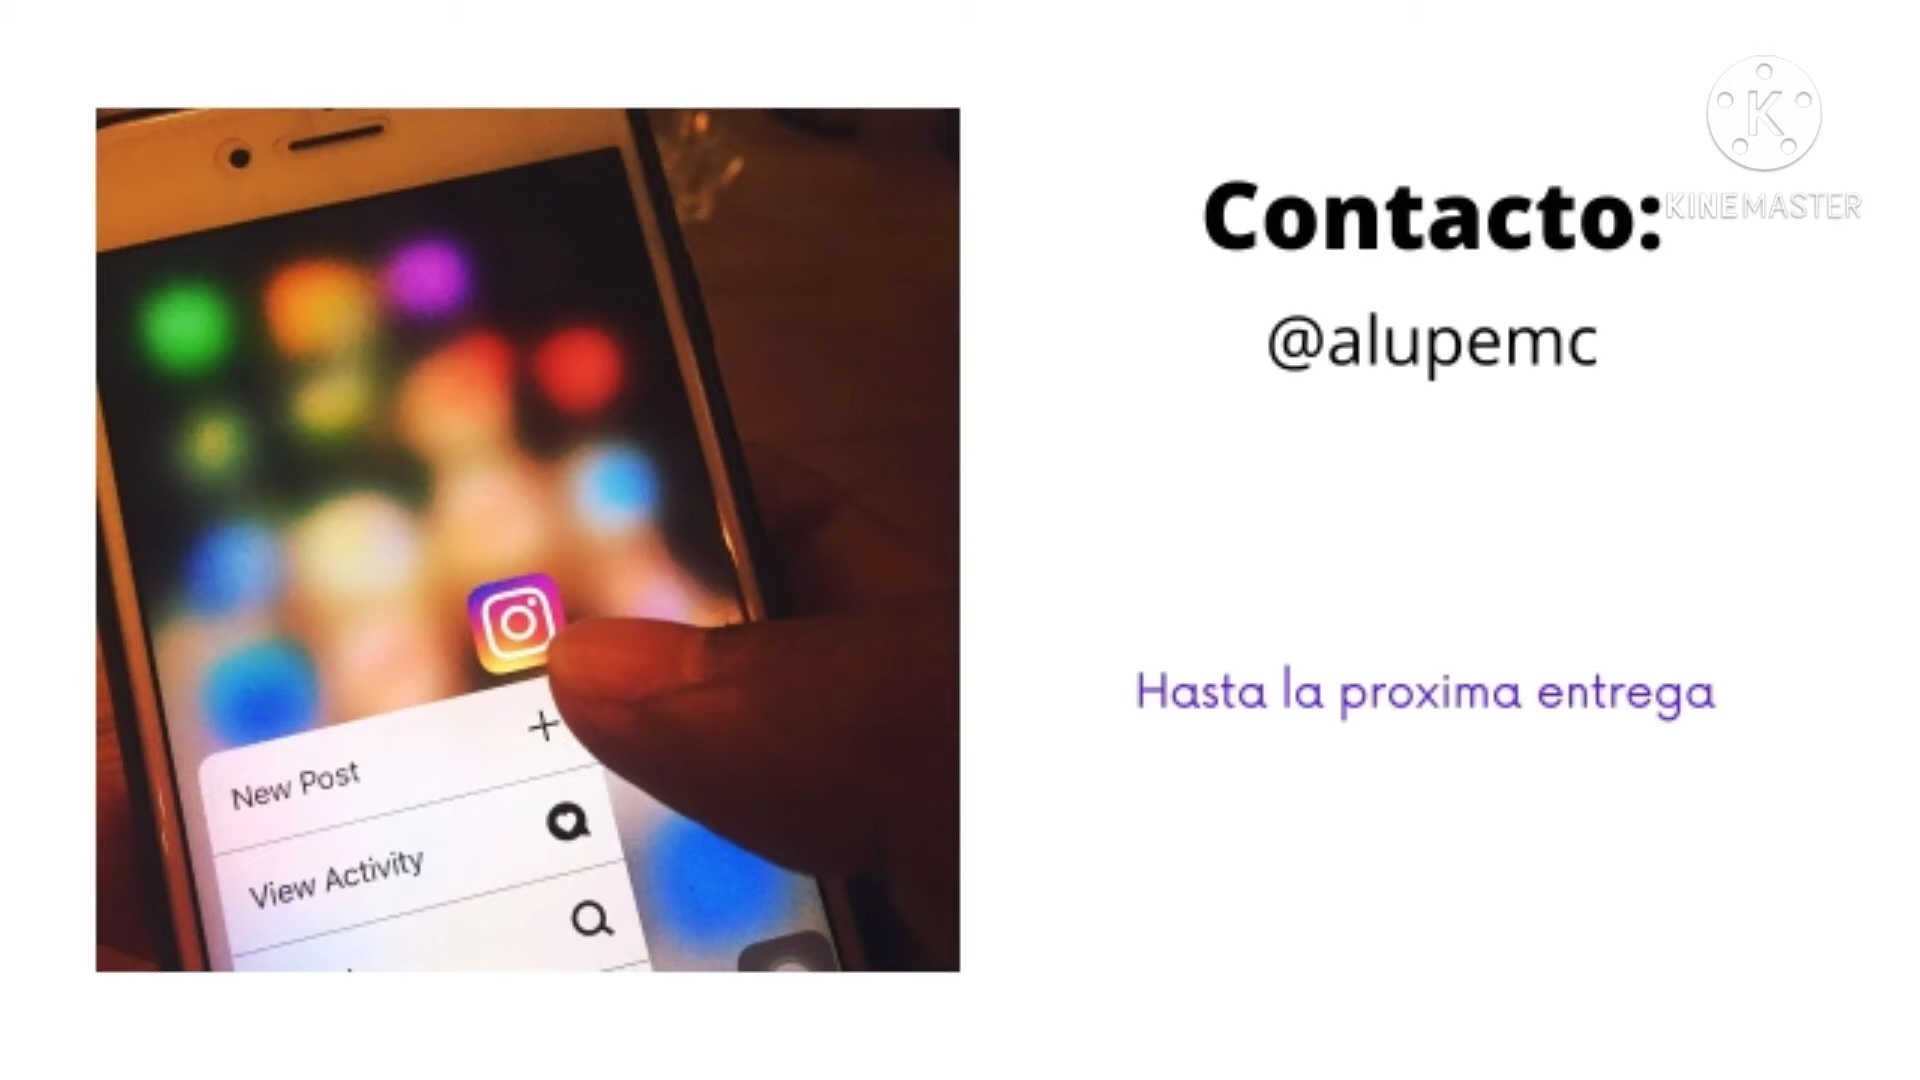 K
KINEMASTER
Contacto:
@alupemc
Hasta la proxima entrega
New Post
View Activity